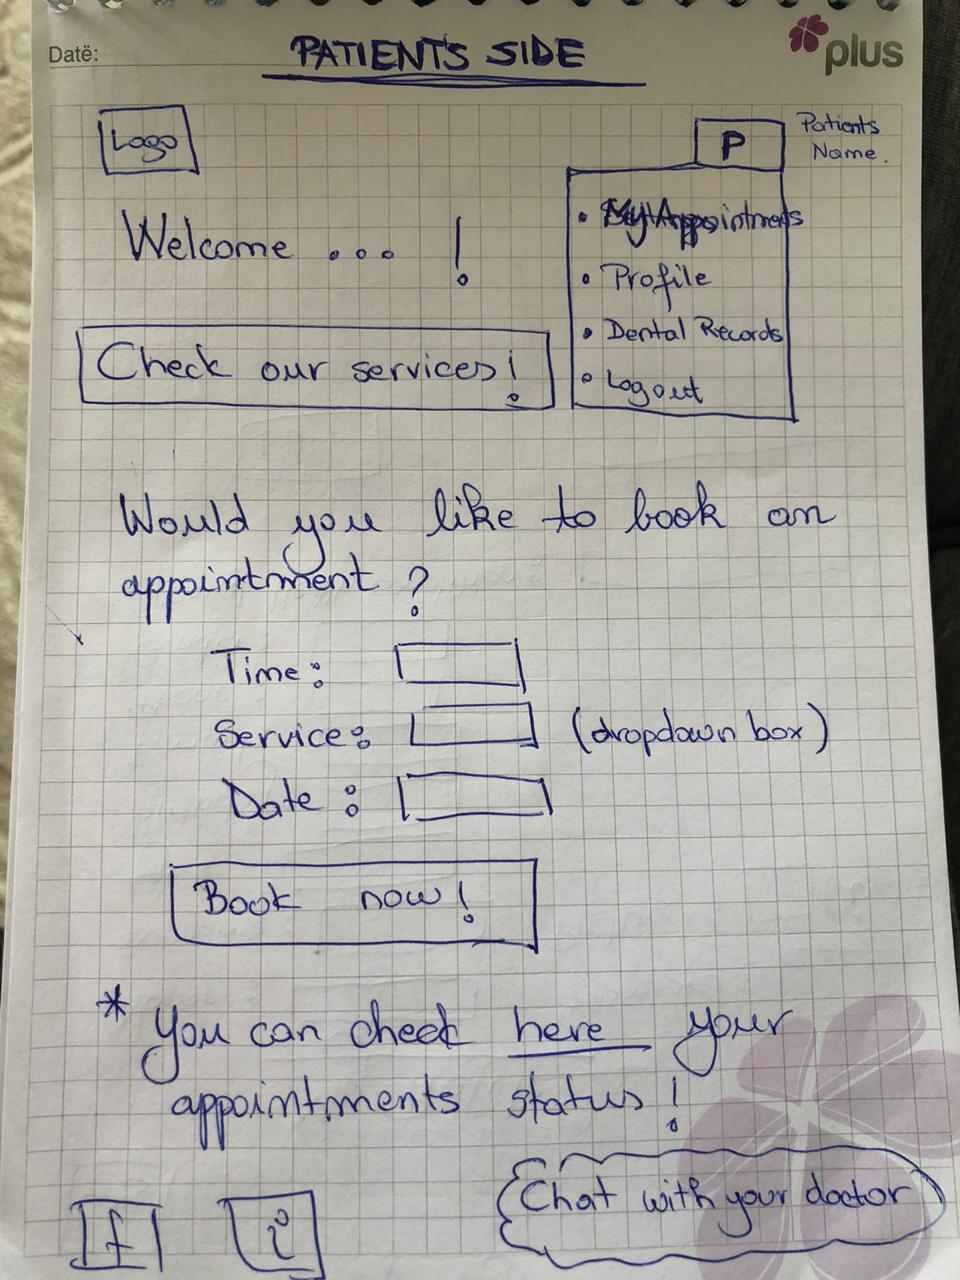 Datë:
PATIENT'S SIDE
plus
Logo
P
Patients
Name.
Welcome ... !
• My Appointments
• Profile
• Dental Records
• Log out
Check our services!
Would you like to book an
appointment?
Time:
Service: (dropdown box)
Date:
Book now!
* You can check here your
appointments status!
Chat with your doctor
f
i